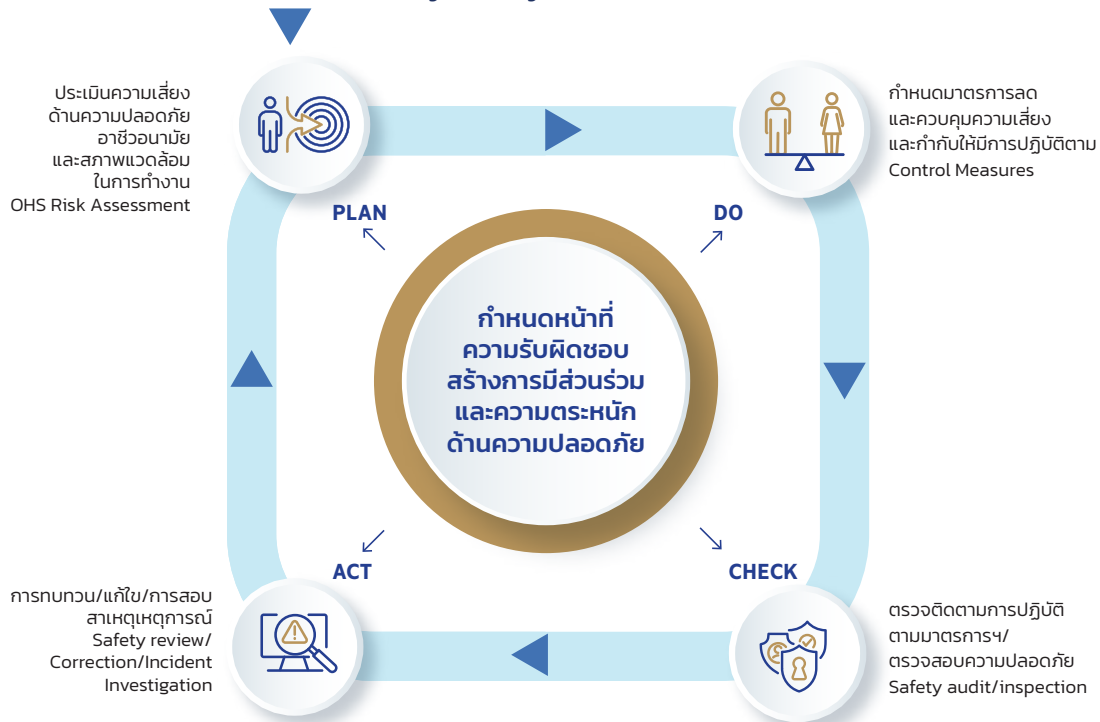 ประเมินความเสี่ยง
ด้านความปลอดภัย
อาชีวอนามัย
และสภาพแวดล้อม
ในการทำงาน
OHS Risk Assessment
กำหนดมาตรการลด
และควบคุมความเสี่ยง
และกำกับให้มีการปฏิบัติตาม
Control Measures
PLAN
DO
กำหนดหน้าที่
ความรับผิดชอบ
สร้างการมีส่วนร่วม
และความตระหนัก
ด้านความปลอดภัย
ACT
CHECK
การทบทวน/แก้ไข/การสอบ
สาเหตุเหตุการณ์
Safety review/
Correction/Incident
Investigation
ตรวจติดตามการปฏิบัติ
ตามมาตรการฯ/
ตรวจสอบความปลอดภัย
Safety audit/inspection